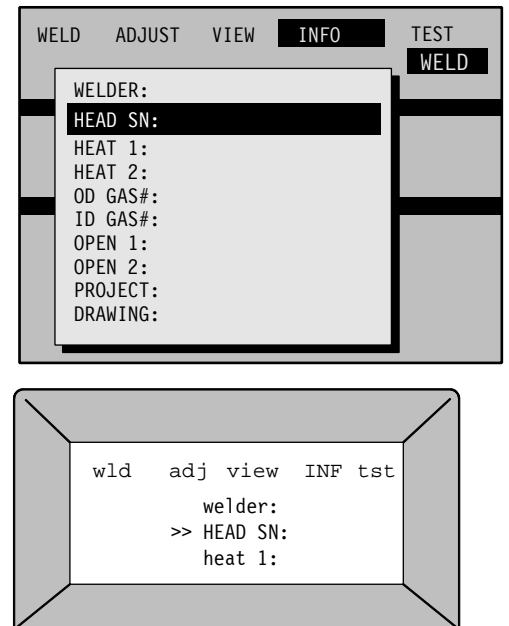 WELD ADJUST VIEW INFO TEST
WELD
WELDER:
HEAD SN:
HEAT 1:
HEAT 2:
OD GAS#:
ID GAS#:
OPEN 1:
OPEN 2:
PROJECT:
DRAWING:
wld adj view INF tst
welder:
>> HEAD SN:
heat 1: